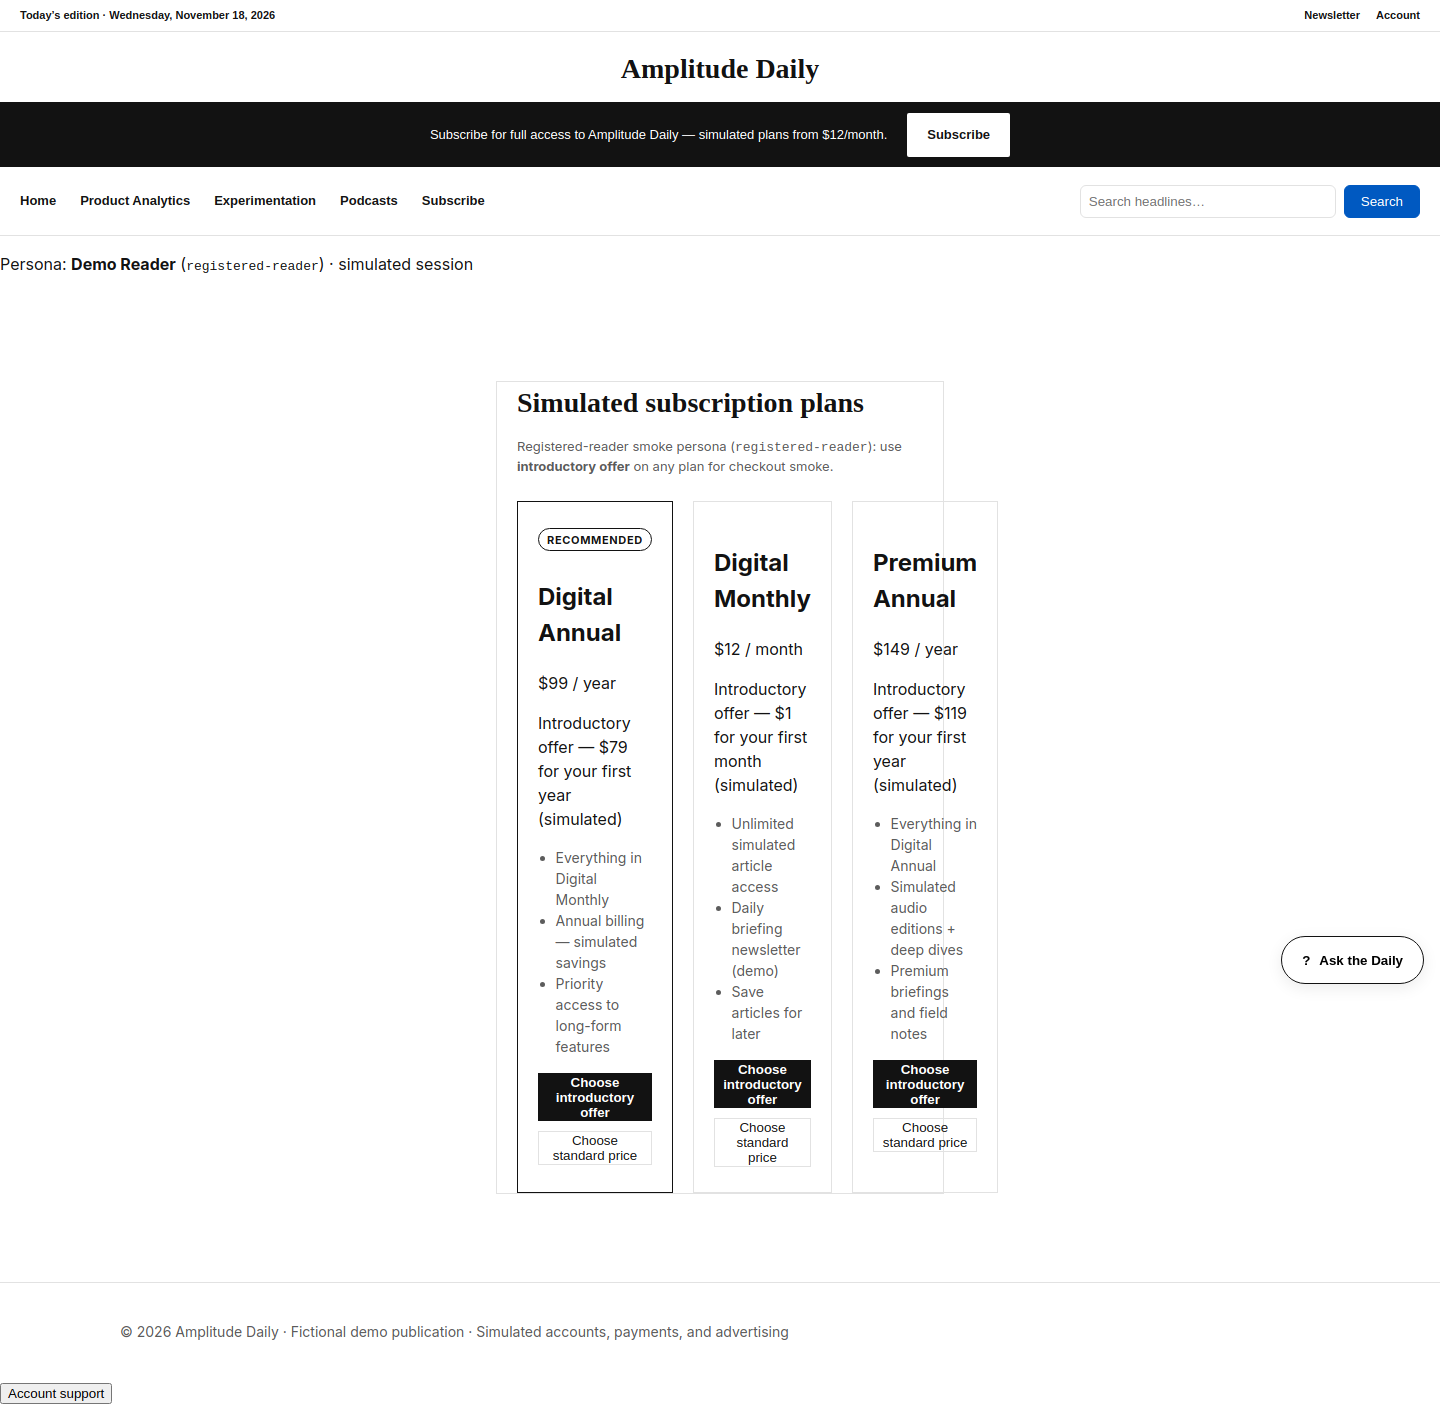 Today's edition · Wednesday, November 18, 2026
Newsletter Account
Amplitude Daily
Subscribe for full access to Amplitude Daily — simulated plans from $12/month.
Subscribe
Home Product Analytics Experimentation Podcasts Subscribe
Search headlines…
Search
Persona: Demo Reader (registered-reader) · simulated session
Simulated subscription plans
Registered-reader smoke persona (registered-reader): use
introductory offer on any plan for checkout smoke.
RECOMMENDED
Digital
Annual
$99 / year
Introductory
offer — $79
for your first
year
(simulated)
Everything in
Digital
Monthly
Annual billing
— simulated
savings
Priority
access to
long-form
features
Choose
introductory
offer
Choose
standard price
Digital
Monthly
$12 / month
Introductory
offer — $1
for your first
month
(simulated)
Unlimited
simulated
article
access
Daily
briefing
newsletter
(demo)
Save
articles for
later
Choose
introductory
offer
Choose
standard
price
Premium
Annual
$149 / year
Introductory
offer — $119
for your first
year
(simulated)
Everything in
Digital
Annual
Simulated
audio
editions +
deep dives
Premium
briefings
and field
notes
Choose
introductory
offer
Choose
standard price
? Ask the Daily
© 2026 Amplitude Daily · Fictional demo publication · Simulated accounts, payments, and advertising
Account support